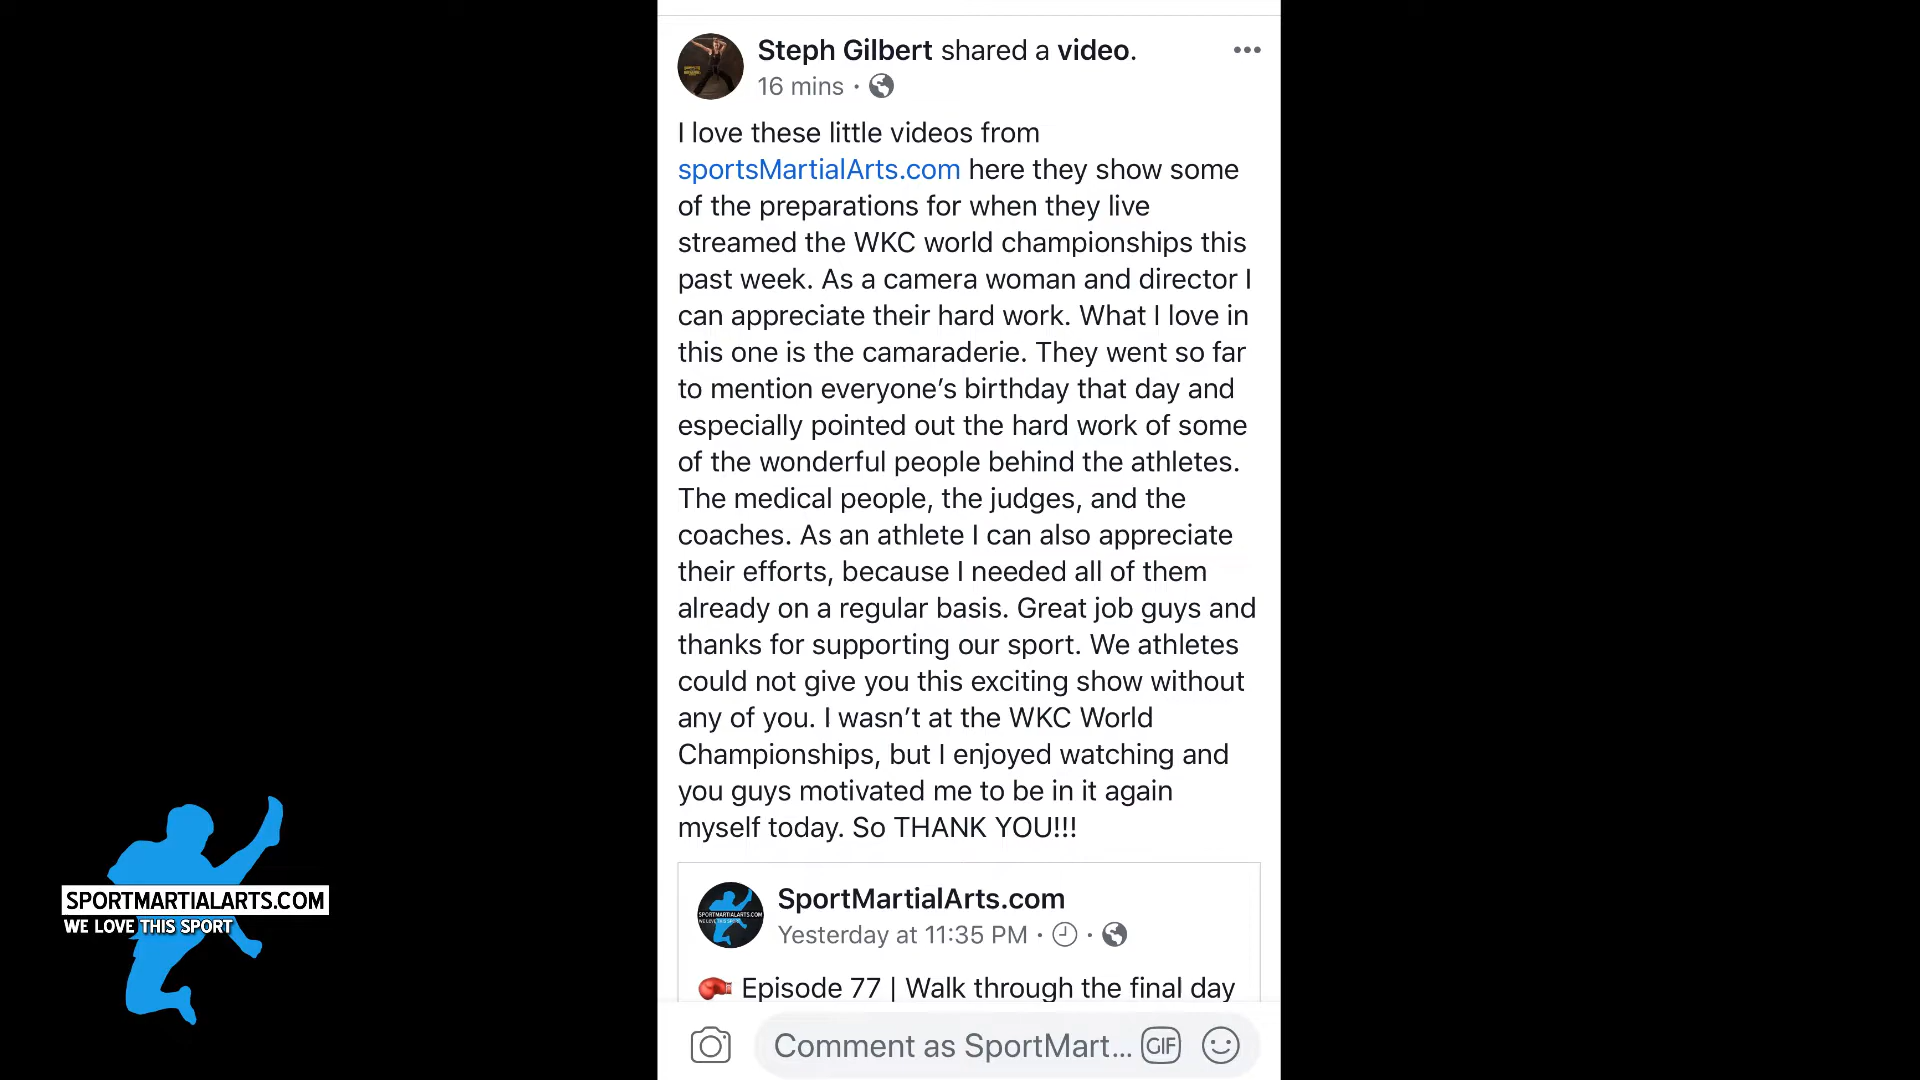 Steph Gilbert shared a video.
16 mins ·
I love these little videos from
sportsMartialArts.com here they show some
of the preparations for when they live
streamed the WKC world championships this
past week. As a camera woman and director I
can appreciate their hard work. What I love in
this one is the camaraderie. They went so far
to mention everyone’s birthday that day and
especially pointed out the hard work of some
of the wonderful people behind the athletes.
The medical people, the judges, and the
coaches. As an athlete I can also appreciate
their efforts, because I needed all of them
already on a regular basis. Great job guys and
thanks for supporting our sport. We athletes
could not give you this exciting show without
any of you. I wasn’t at the WKC World
Championships, but I enjoyed watching and
you guys motivated me to be in it again
myself today. So THANK YOU!!!
SportMartialArts.com
Yesterday at 11:35 PM · ·
SPORTMARTIALARTS.COM
WE LOVE THIS SPORT
🥊 Episode 77 | Walk through the final day
Comment as SportMart... GIF
SPORTMARTIALARTS.COM
WE LOVE THIS SPORT